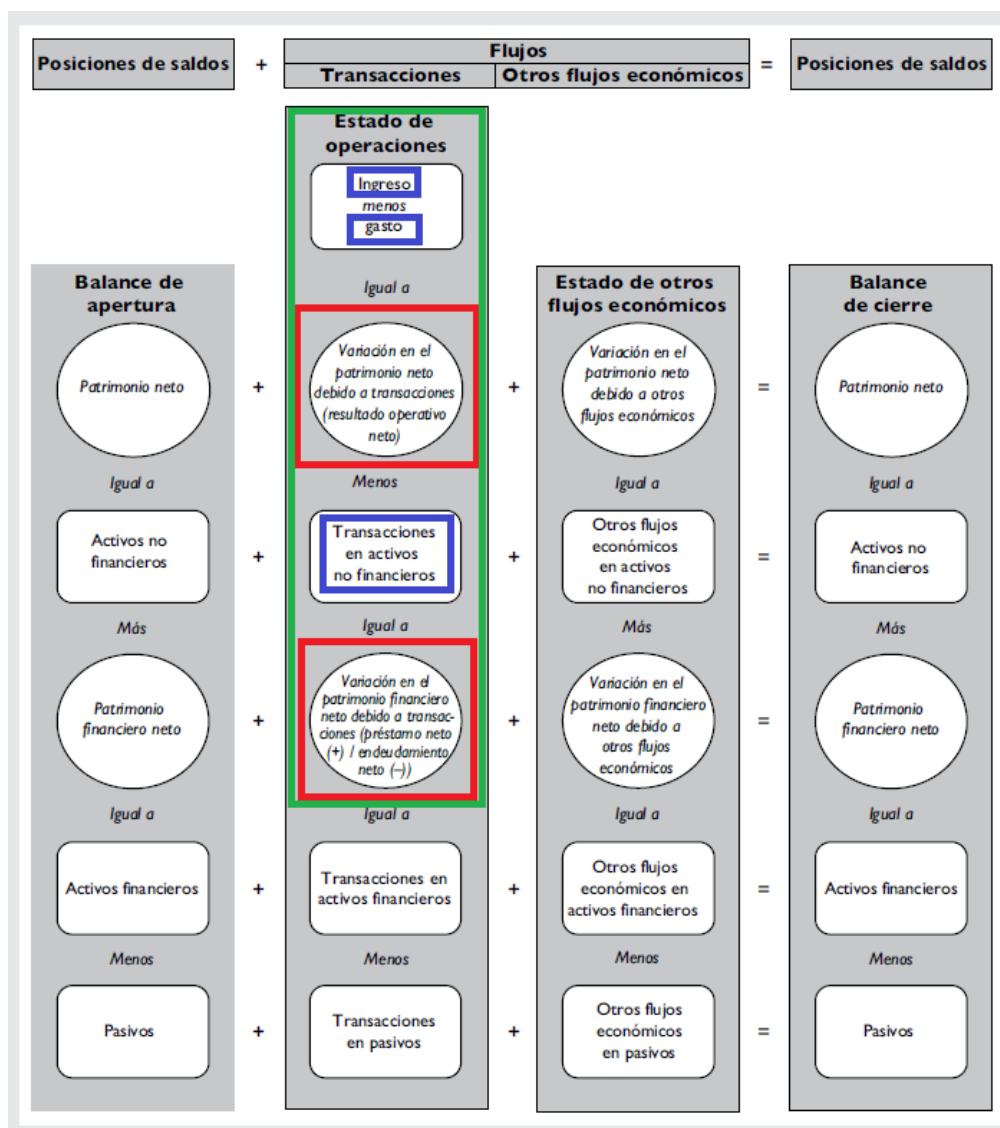 Posiciones de saldos
+
Flujos
Transacciones
Otros flujos económicos
=
Posiciones de saldos
Estado de
operaciones
Ingreso
menos
gasto
Igual a
Balance de
apertura
Estado de otros
flujos económicos
Balance
de cierre
Patrimonio neto
+
Variación en el
patrimonio neto
debido a transacciones
(resultado operativo
neto)
+
Variación en el
patrimonio neto
debido a otros
flujos económicos
=
Patrimonio neto
Igual a
Menos
Igual a
Igual a
Activos no
financieros
+
Transacciones
en activos
no financieros
+
Otros flujos
económicos
en activos
no financieros
=
Activos no
financieros
Más
Igual a
Más
Más
Patrimonio
financiero neto
+
Variación en el
patrimonio financiero
neto debido a transac-
ciones (préstamo neto
(+) / endeudamiento
neto (–))
+
Variación en el
patrimonio financiero
neto debido a
otros flujos
económicos
=
Patrimonio
financiero neto
Igual a
Igual a
Igual a
Igual a
Activos financieros
+
Transacciones en
activos financieros
+
Otros flujos
económicos en
activos financieros
=
Activos financieros
Menos
Menos
Menos
Menos
Pasivos
+
Transacciones
en pasivos
+
Otros flujos
económicos
en pasivos
=
Pasivos